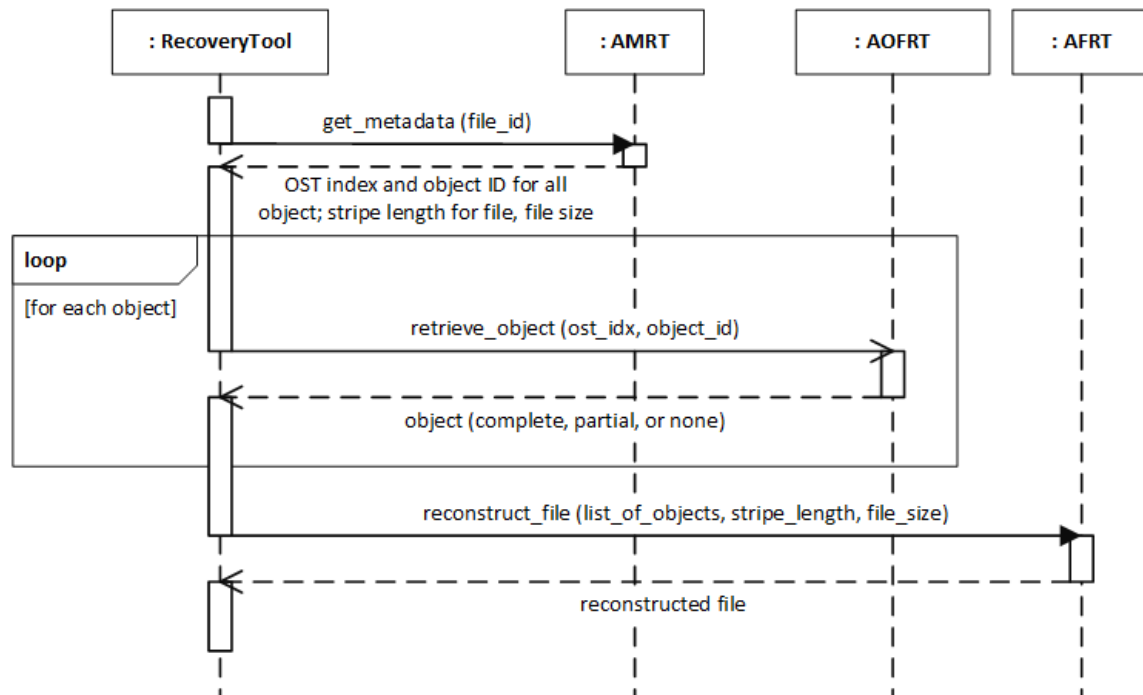 : RecoveryTool
: AMRT
: AOFRT
: AFRT
get_metadata (file_id)
OST index and object ID for all
object; stripe length for file, file size
loop
[for each object]
retrieve_object (ost_idx, object_id)
object (complete, partial, or none)
reconstruct_file (list_of_objects, stripe_length, file_size)
reconstructed file